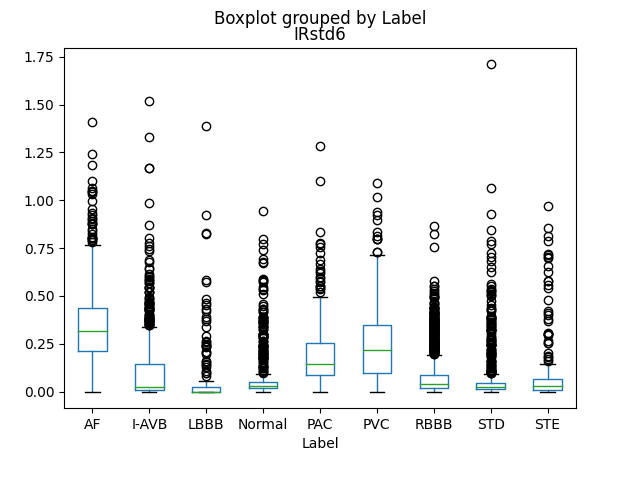 Boxplot grouped by Label
IRstd6
1.75
1.50
1.25
1.00
0.75
0.50
0.25
0.00
AF I-AVB LBBB Normal PAC PVC RBBB STD STE
Label